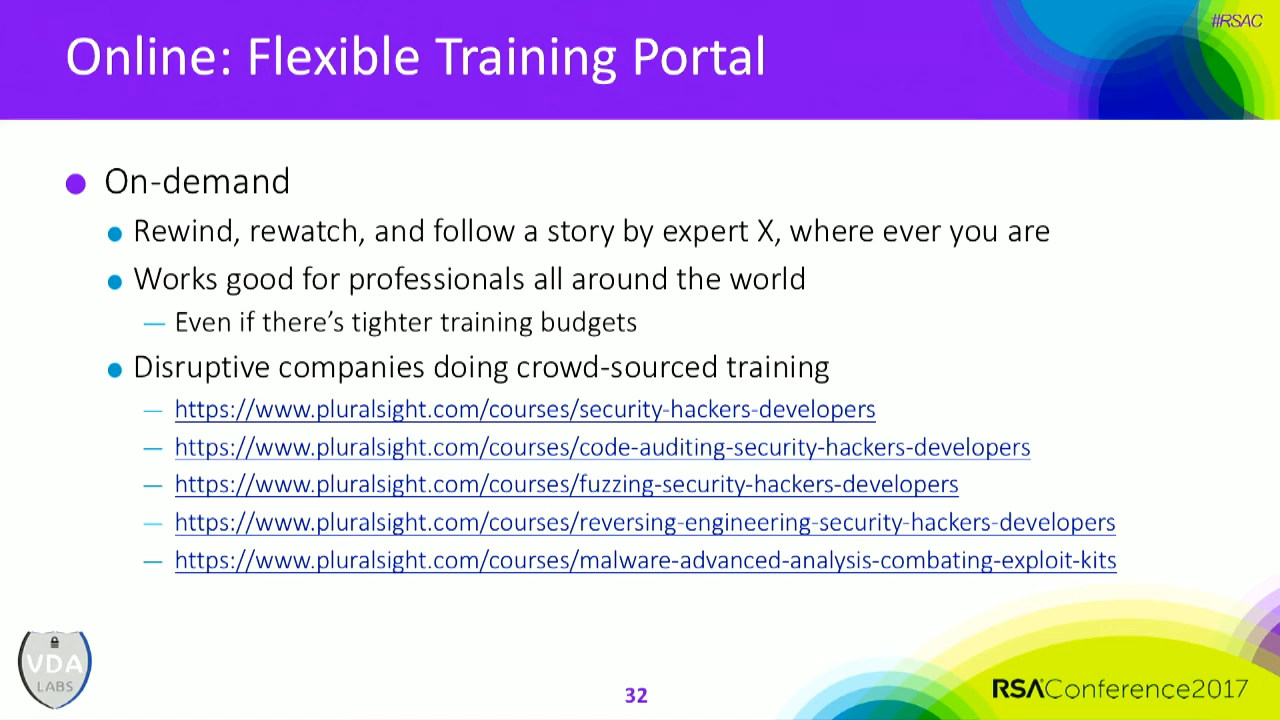 #RSAC
Online: Flexible Training Portal
On-demand
Rewind, rewatch, and follow a story by expert X, where ever you are
Works good for professionals all around the world
— Even if there's tighter training budgets
Disruptive companies doing crowd-sourced training
— https://www.pluralsight.com/courses/security-hackers-developers
— https://www.pluralsight.com/courses/code-auditing-security-hackers-developers
— https://www.pluralsight.com/courses/fuzzing-security-hackers-developers
— https://www.pluralsight.com/courses/reversing-engineering-security-hackers-developers
— https://www.pluralsight.com/courses/malware-advanced-analysis-combating-exploit-kits
VDA
LABS
32
RSAConference2017